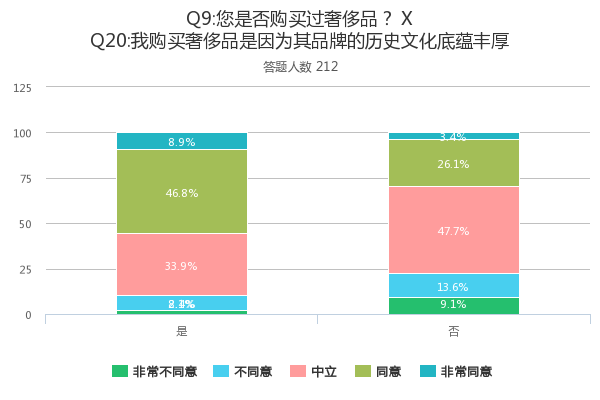 Q9:您是否购买过奢侈品？ X
Q20:我购买奢侈品是因为其品牌的历史文化底蕴丰厚
答题人数 212
125
100
75
50
25
0
8.9%
46.8%
33.9%
3.4%
26.1%
47.7%
13.6%
9.1%
是
否
非常不同意 不同意 中立 同意 非常同意